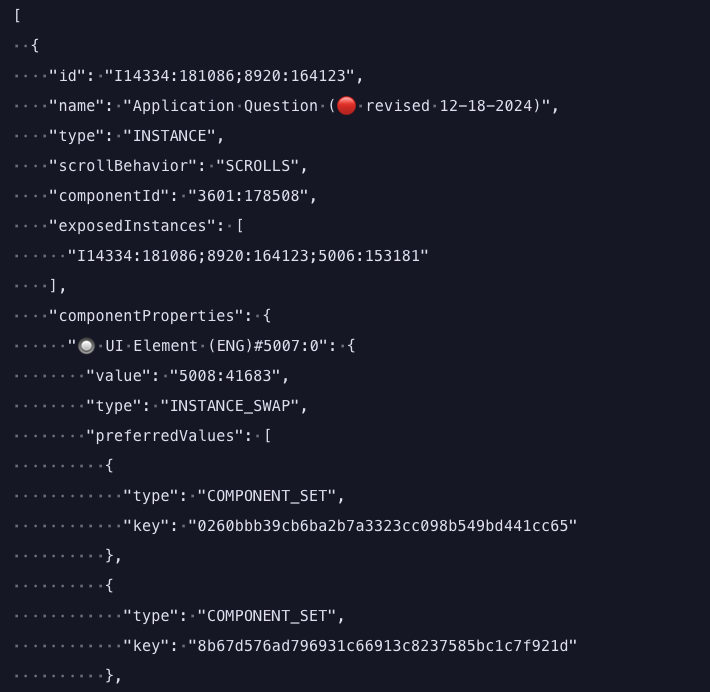 [
  {
    "id": "I14334:181086;8920:164123",
    "name": "Application Question (🔴 revised 12-18-2024)",
    "type": "INSTANCE",
    "scrollBehavior": "SCROLLS",
    "componentId": "3601:178508",
    "exposedInstances": [
      "I14334:181086;8920:164123;5006:153181"
    ],
    "componentProperties": {
      "🔘 UI Element (ENG)#5007:0": {
        "value": "5008:41683",
        "type": "INSTANCE_SWAP",
        "preferredValues": [
          {
            "type": "COMPONENT_SET",
            "key": "0260bbb39cb6ba2b7a3323cc098b549bd441cc65"
          },
          {
            "type": "COMPONENT_SET",
            "key": "8b67d576ad796931c66913c8237585bc1c7f921d"
          },